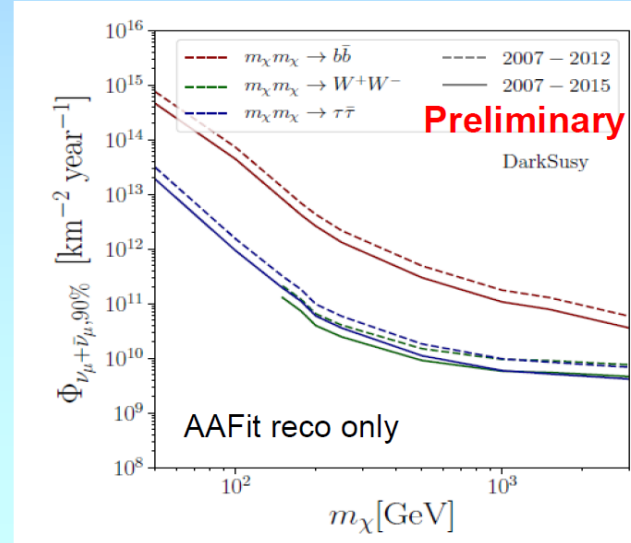 10^16
10^15
10^14
10^13
10^12
10^11
10^10
10^9
10^8
Φ_{ν_μ+ν̄_μ,90%} [km^{-2} year^{-1}]
m_χ m_χ → b b̄
m_χ m_χ → W^+W^-
m_χ m_χ → τ τ̄
2007 − 2012
2007 − 2015
Preliminary
DarkSusy
AAFit reco only
10^2
10^3
m_χ[GeV]